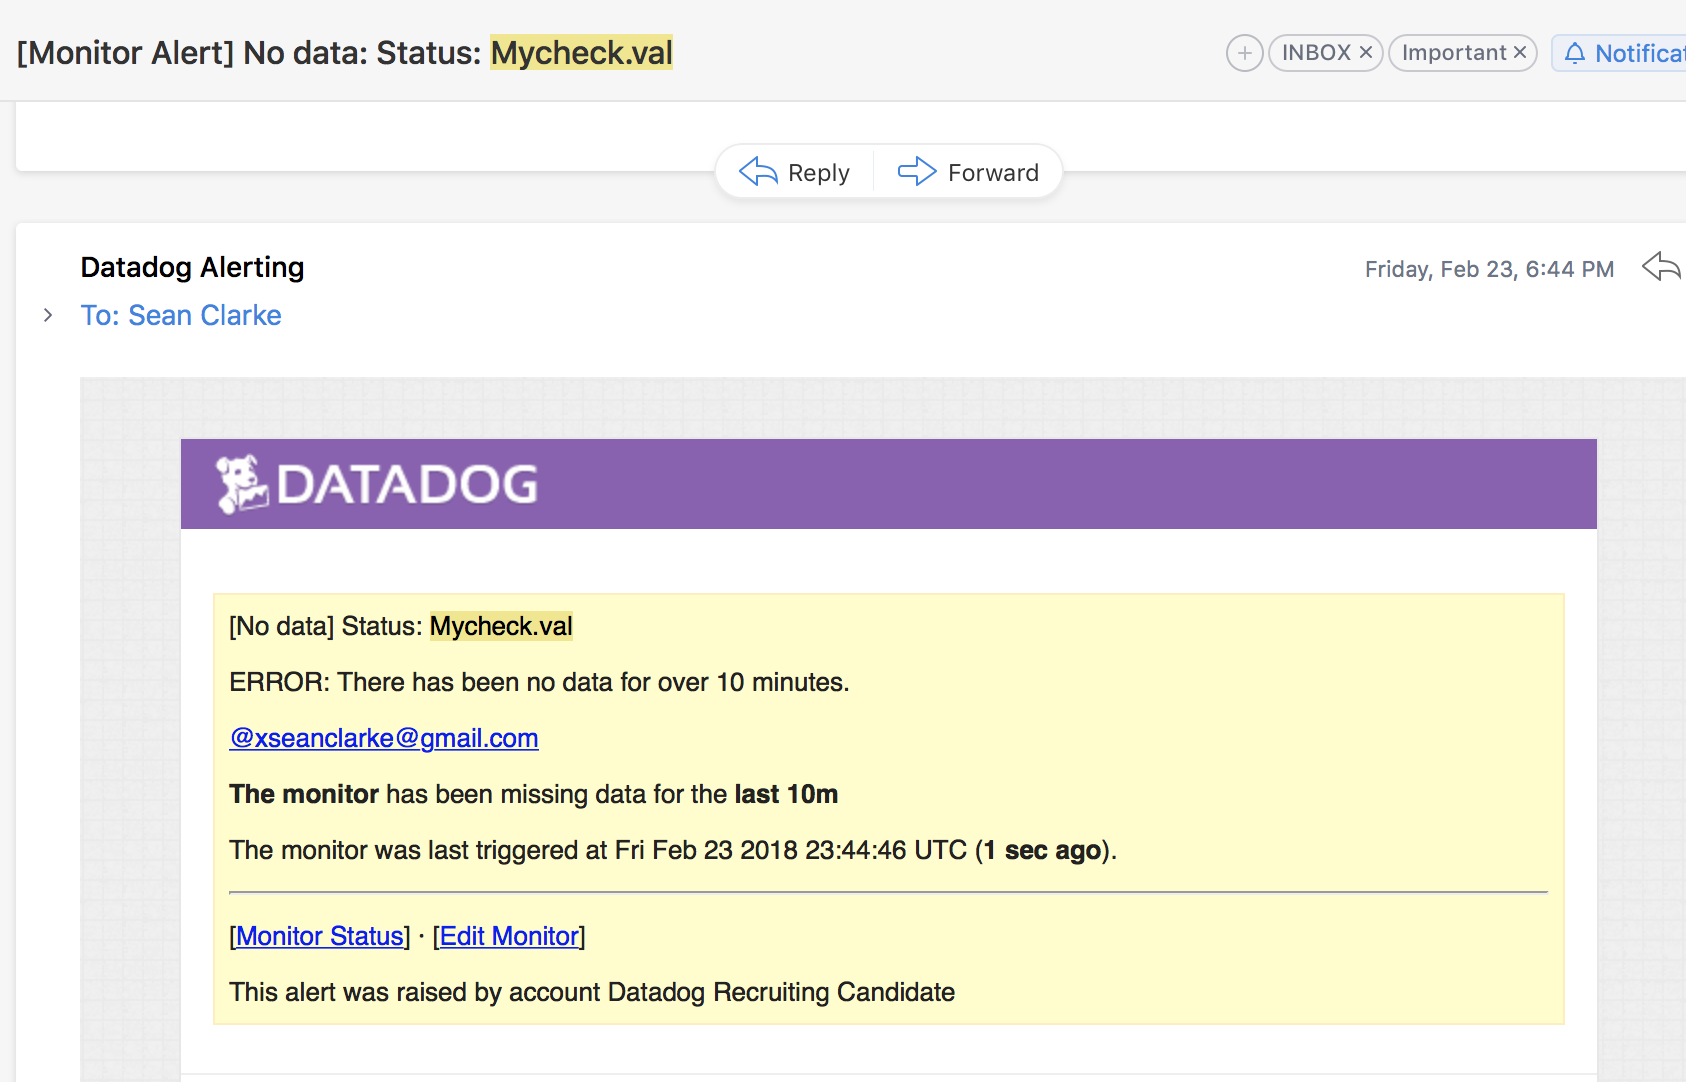 [Monitor Alert] No data: Status: Mycheck.val
INBOX ×
Important ×
Notificat
Reply
Forward
Datadog Alerting
Friday, Feb 23, 6:44 PM
To: Sean Clarke
DATADOG
[No data] Status: Mycheck.val
ERROR: There has been no data for over 10 minutes.
@xseanclarke@gmail.com
The monitor has been missing data for the last 10m
The monitor was last triggered at Fri Feb 23 2018 23:44:46 UTC (1 sec ago).
[Monitor Status] · [Edit Monitor]
This alert was raised by account Datadog Recruiting Candidate